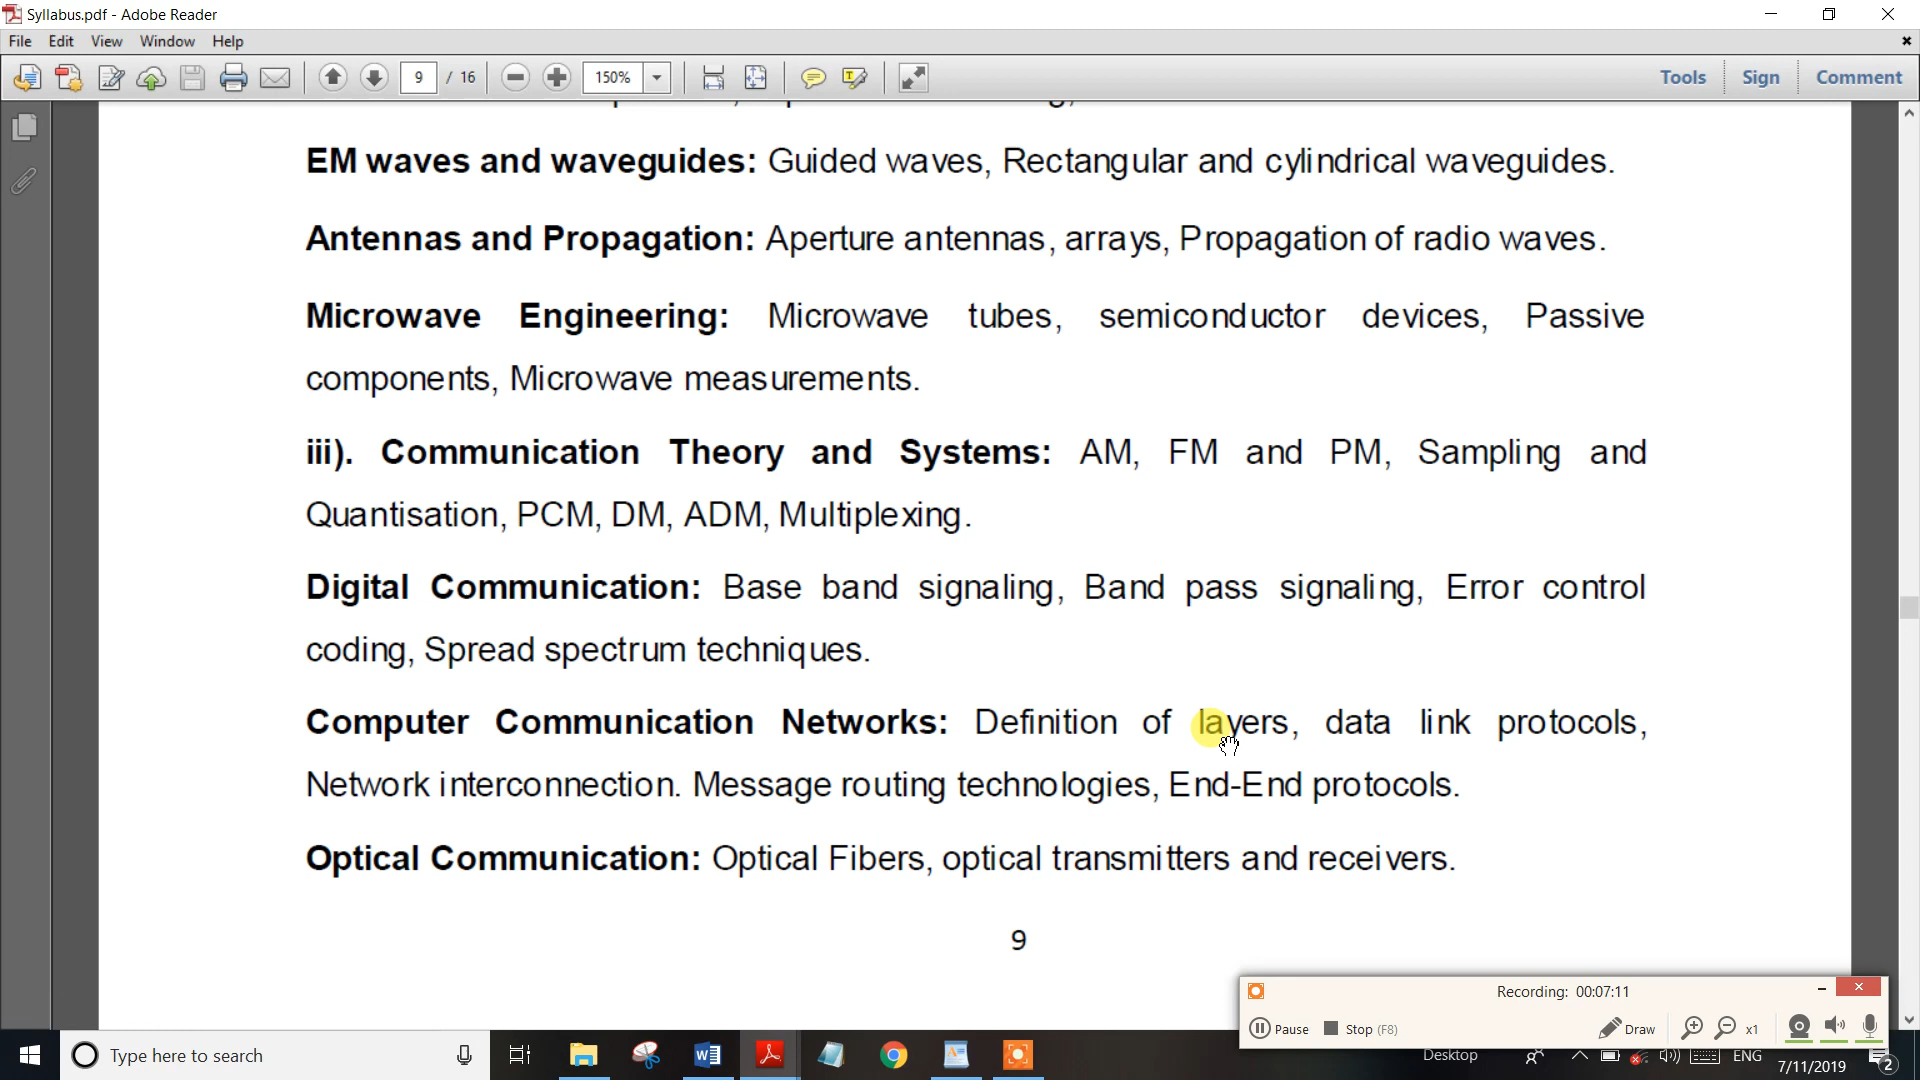 Syllabus.pdf - Adobe Reader
File Edit View Window Help
9 / 16 150% Tools Sign Comment
EM waves and waveguides: Guided waves, Rectangular and cylindrical waveguides.
Antennas and Propagation: Aperture antennas, arrays, Propagation of radio waves.
Microwave Engineering: Microwave tubes, semiconductor devices, Passive
components, Microwave measurements.
iii). Communication Theory and Systems: AM, FM and PM, Sampling and
Quantisation, PCM, DM, ADM, Multiplexing.
Digital Communication: Base band signaling, Band pass signaling, Error control
coding, Spread spectrum techniques.
Computer Communication Networks: Definition of layers, data link protocols,
Network interconnection. Message routing technologies, End-End protocols.
Optical Communication: Optical Fibers, optical transmitters and receivers.
9
Recording: 00:07:11
Pause Stop (F8) Draw x1
Type here to search
Desktop ENG
7/11/2019
2